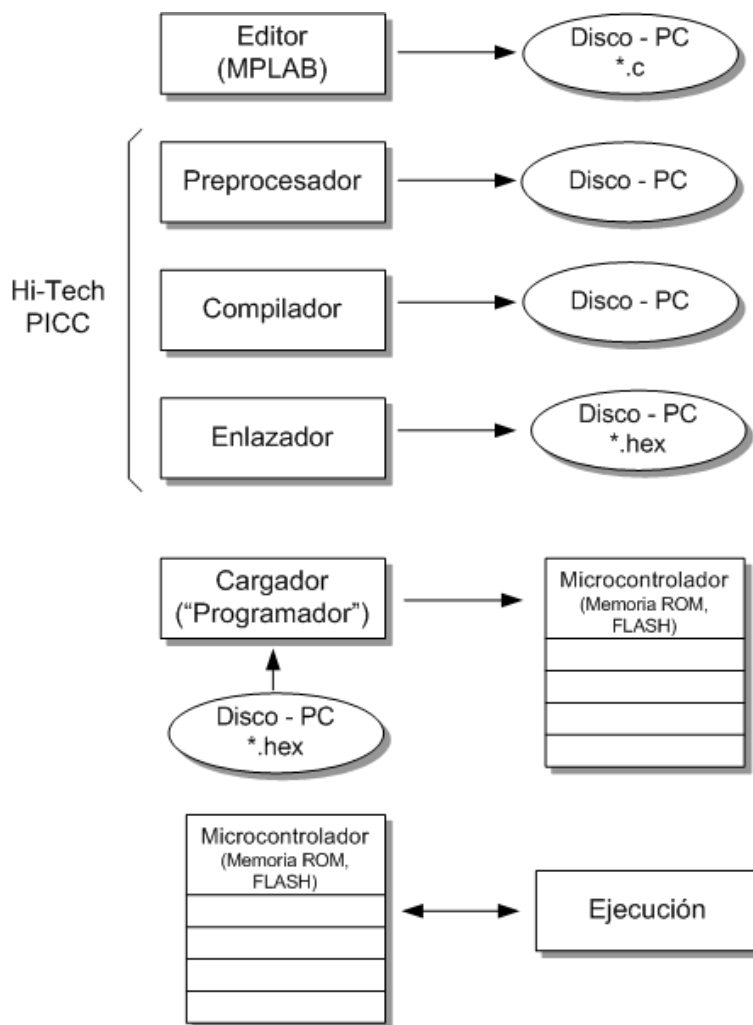 Editor
(MPLAB)
Disco - PC
*.c
Hi-Tech
PICC
Preprocesador
Disco - PC
Compilador
Disco - PC
Enlazador
Disco - PC
*.hex
Cargador
(“Programador”)
Microcontrolador
(Memoria ROM,
FLASH)
Disco - PC
*.hex
Microcontrolador
(Memoria ROM,
FLASH)
Ejecución